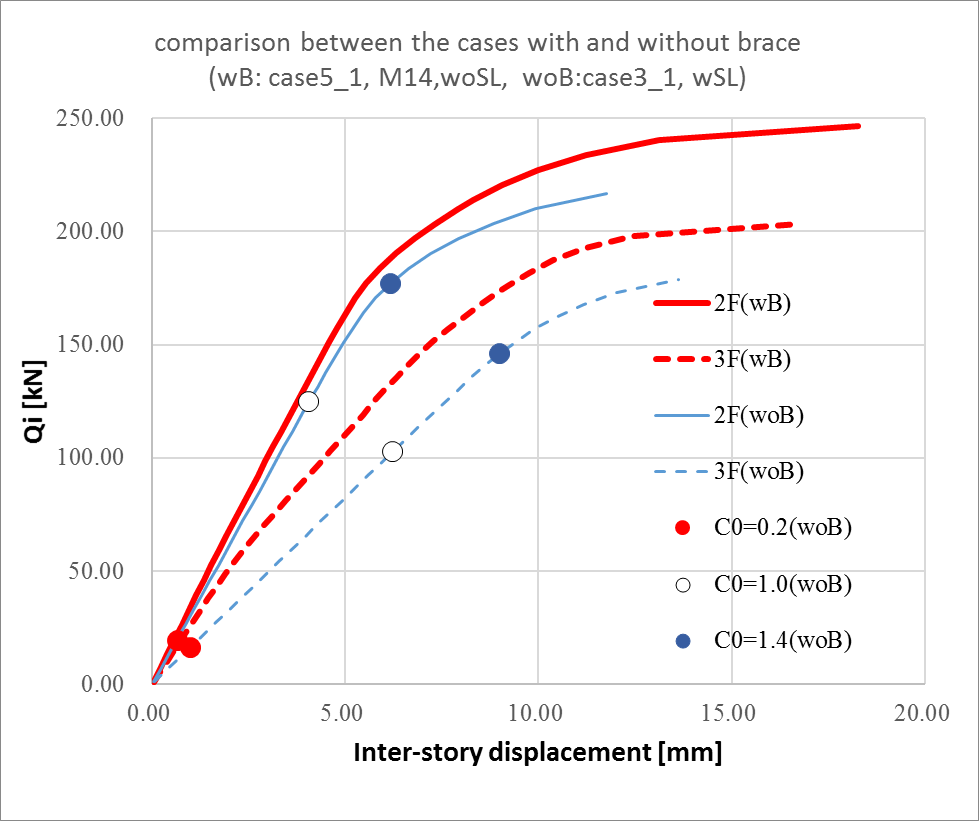 comparison between the cases with and without brace
(wB: case5_1, M14,woSL,  woB:case3_1, wSL)
250.00
200.00
150.00
100.00
50.00
0.00
Qi [kN]
2F(wB)
3F(wB)
2F(woB)
3F(woB)
C0=0.2(woB)
C0=1.0(woB)
C0=1.4(woB)
0.00 5.00 10.00 15.00 20.00
Inter-story displacement [mm]